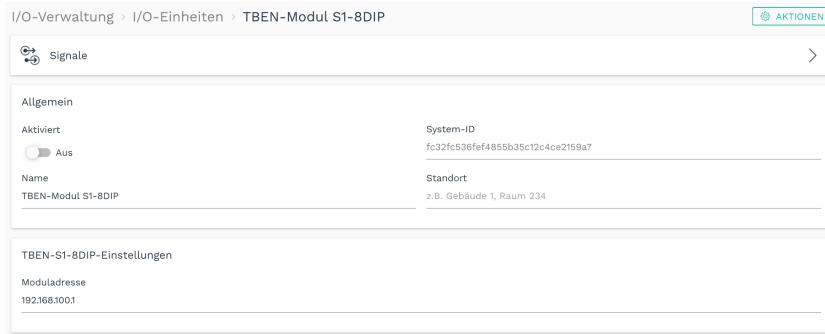 I/O-Verwaltung > I/O-Einheiten > TBEN-Modul S1-8DIP
AKTIONEN
Signale
Allgemein
Aktiviert
Aus
System-ID
fc32fc536fef4855b35c12c4ce2159a7
Name
TBEN-Modul S1-8DIP
Standort
z.B. Gebäude 1, Raum 234
TBEN-S1-8DIP-Einstellungen
Moduladresse
192.168.100.1